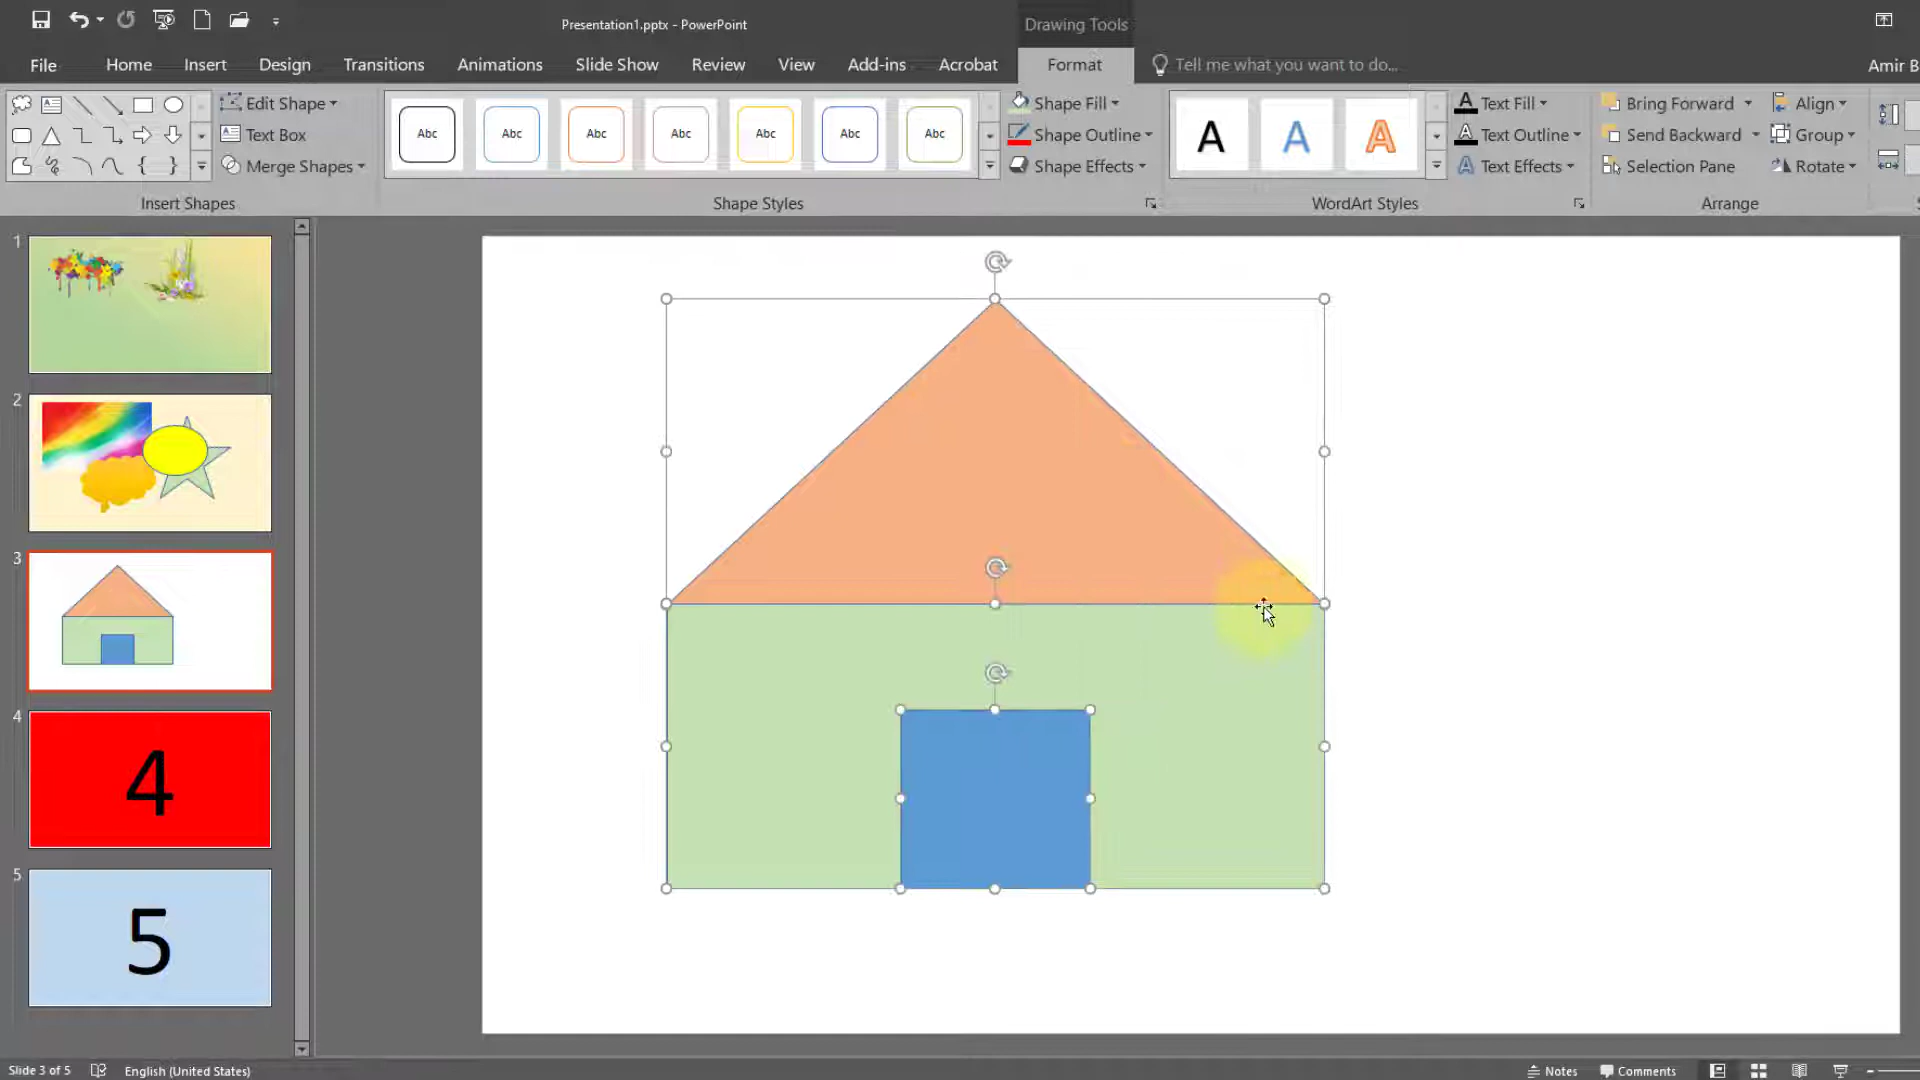 Presentation1.pptx - PowerPoint
Drawing Tools
File Home Insert Design Transitions Animations Slide Show Review View Add-ins Acrobat Format Tell me what you want to do... Amir B
Edit Shape Abc Abc Abc Abc Abc Abc Abc Shape Fill A A A Text Fill Bring Forward Align
Text Box Shape Outline Text Outline Send Backward Group
Merge Shapes Shape Effects Text Effects Selection Pane Rotate
Insert Shapes Shape Styles WordArt Styles Arrange
1
2
3
4
4
5
5
Slide 3 of 5 English (United States) Notes Comments